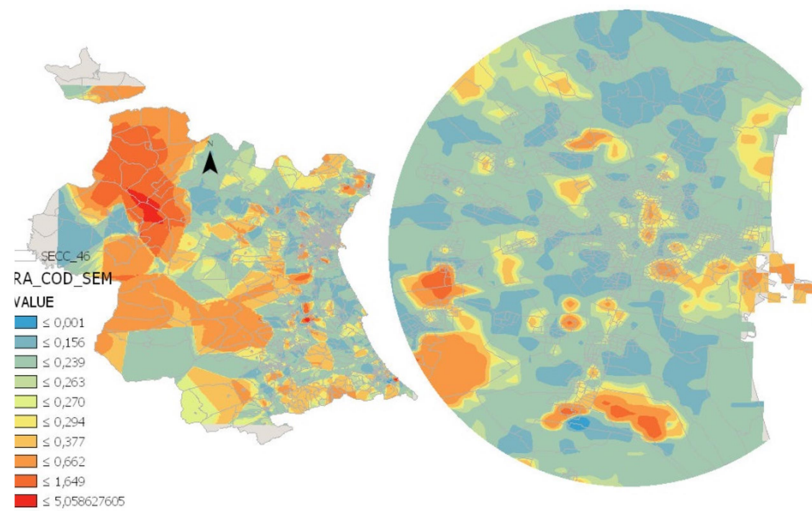 N
SECC_46
RA_COD_SEM
VALUE
≤ 0,001
≤ 0,156
≤ 0,239
≤ 0,263
≤ 0,270
≤ 0,294
≤ 0,377
≤ 0,662
≤ 1,649
≤ 5,058627605